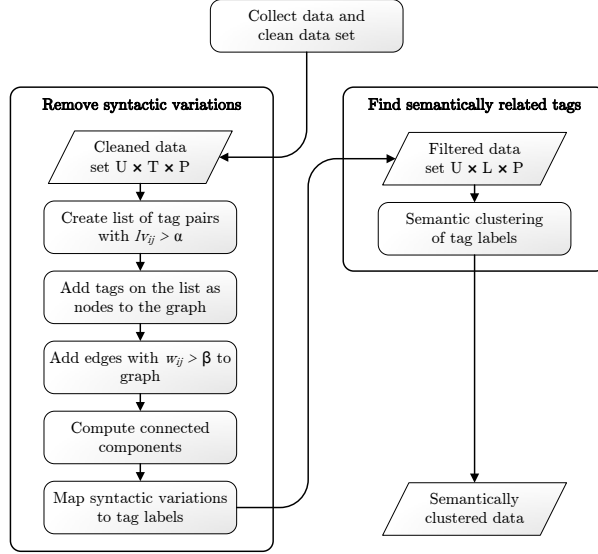 Collect data and
clean data set
Remove syntactic variations
Cleaned data
set U × T × P
Create list of tag pairs
with lv_ij > α
Add tags on the list as
nodes to the graph
Add edges with w_ij > β to
graph
Compute connected
components
Map syntactic variations
to tag labels
Find semantically related tags
Filtered data
set U × L × P
Semantic clustering
of tag labels
Semantically
clustered data